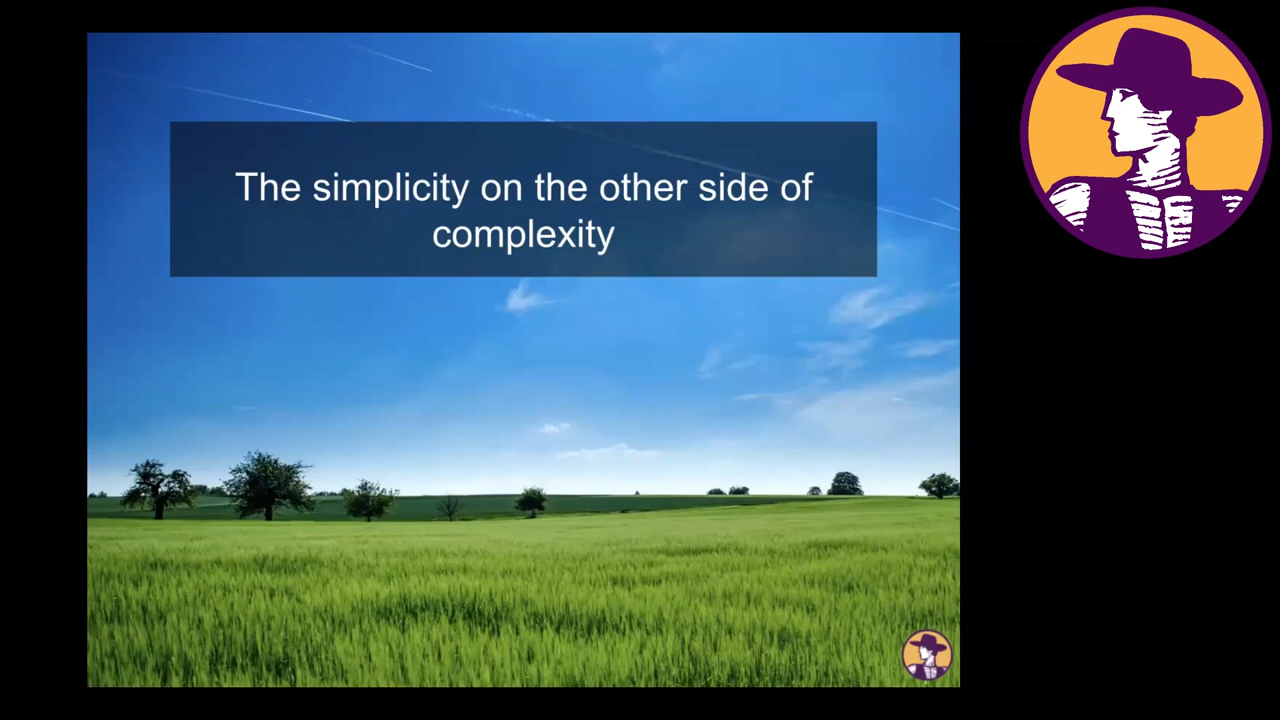 The simplicity on the other side of
complexity